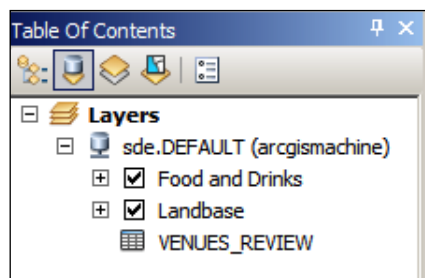 Table Of Contents
Layers
sde.DEFAULT (arcgismachine)
Food and Drinks
Landbase
VENUES_REVIEW